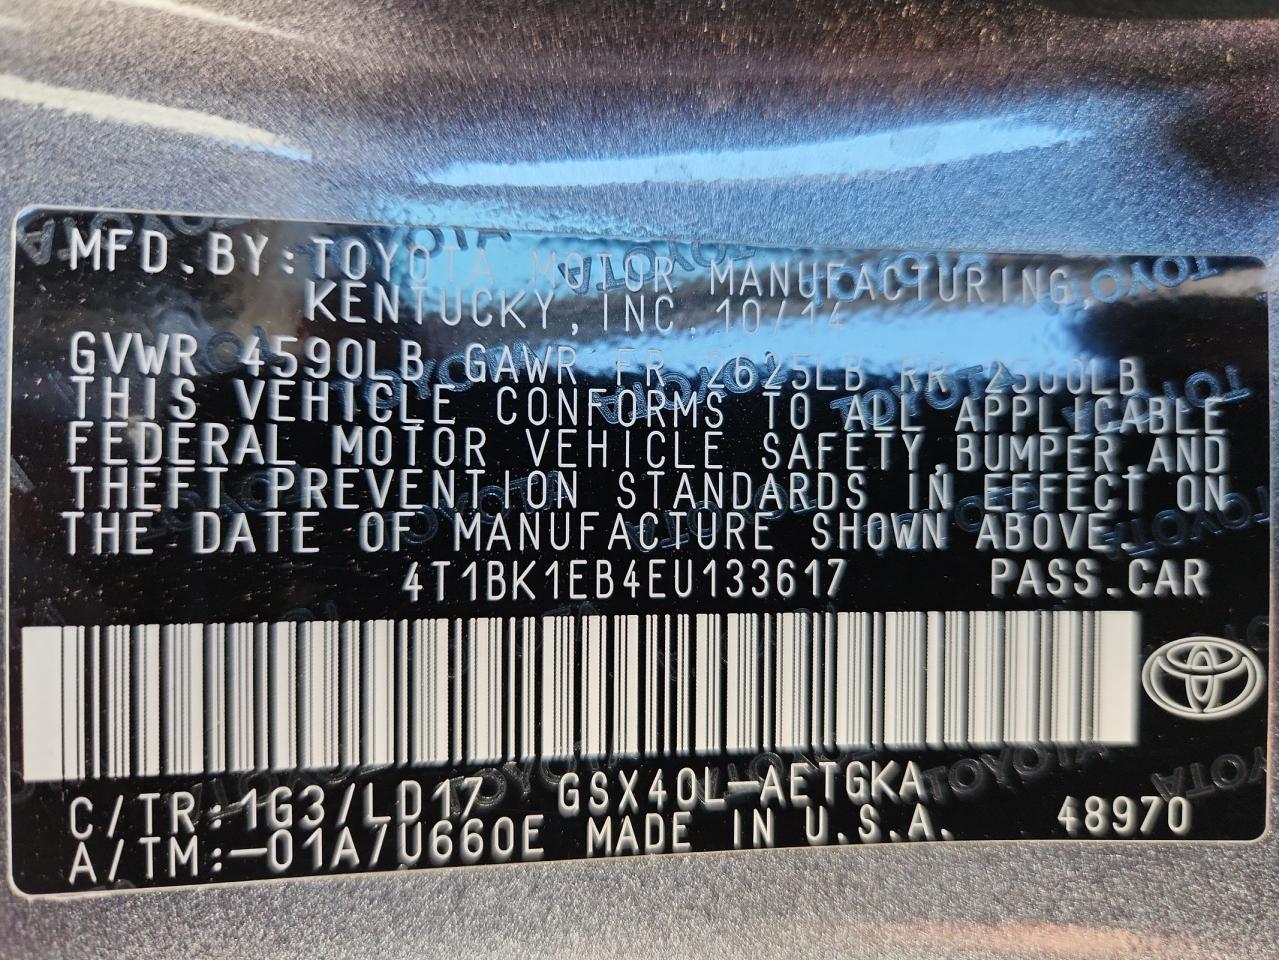 MFD. BY: TOYOTA MOTOR MANUFACTURING,
KENTUCKY, INC. 10/14
GVWR 4590LB GAWR FR 2625LB RR 2500LB
THIS VEHICLE CONFORMS TO ALL APPLICABLE
FEDERAL MOTOR VEHICLE SAFETY,BUMPER,AND
THEFT PREVENTION STANDARDS IN EFFECT ON
THE DATE OF MANUFACTURE SHOWN ABOVE.
4T1BK1EB4EU133617 PASS.CAR
C/TR:1G3/LD17 GSX40L-AETGKA
A/TM:-01A/U660E MADE IN U.S.A. 48970